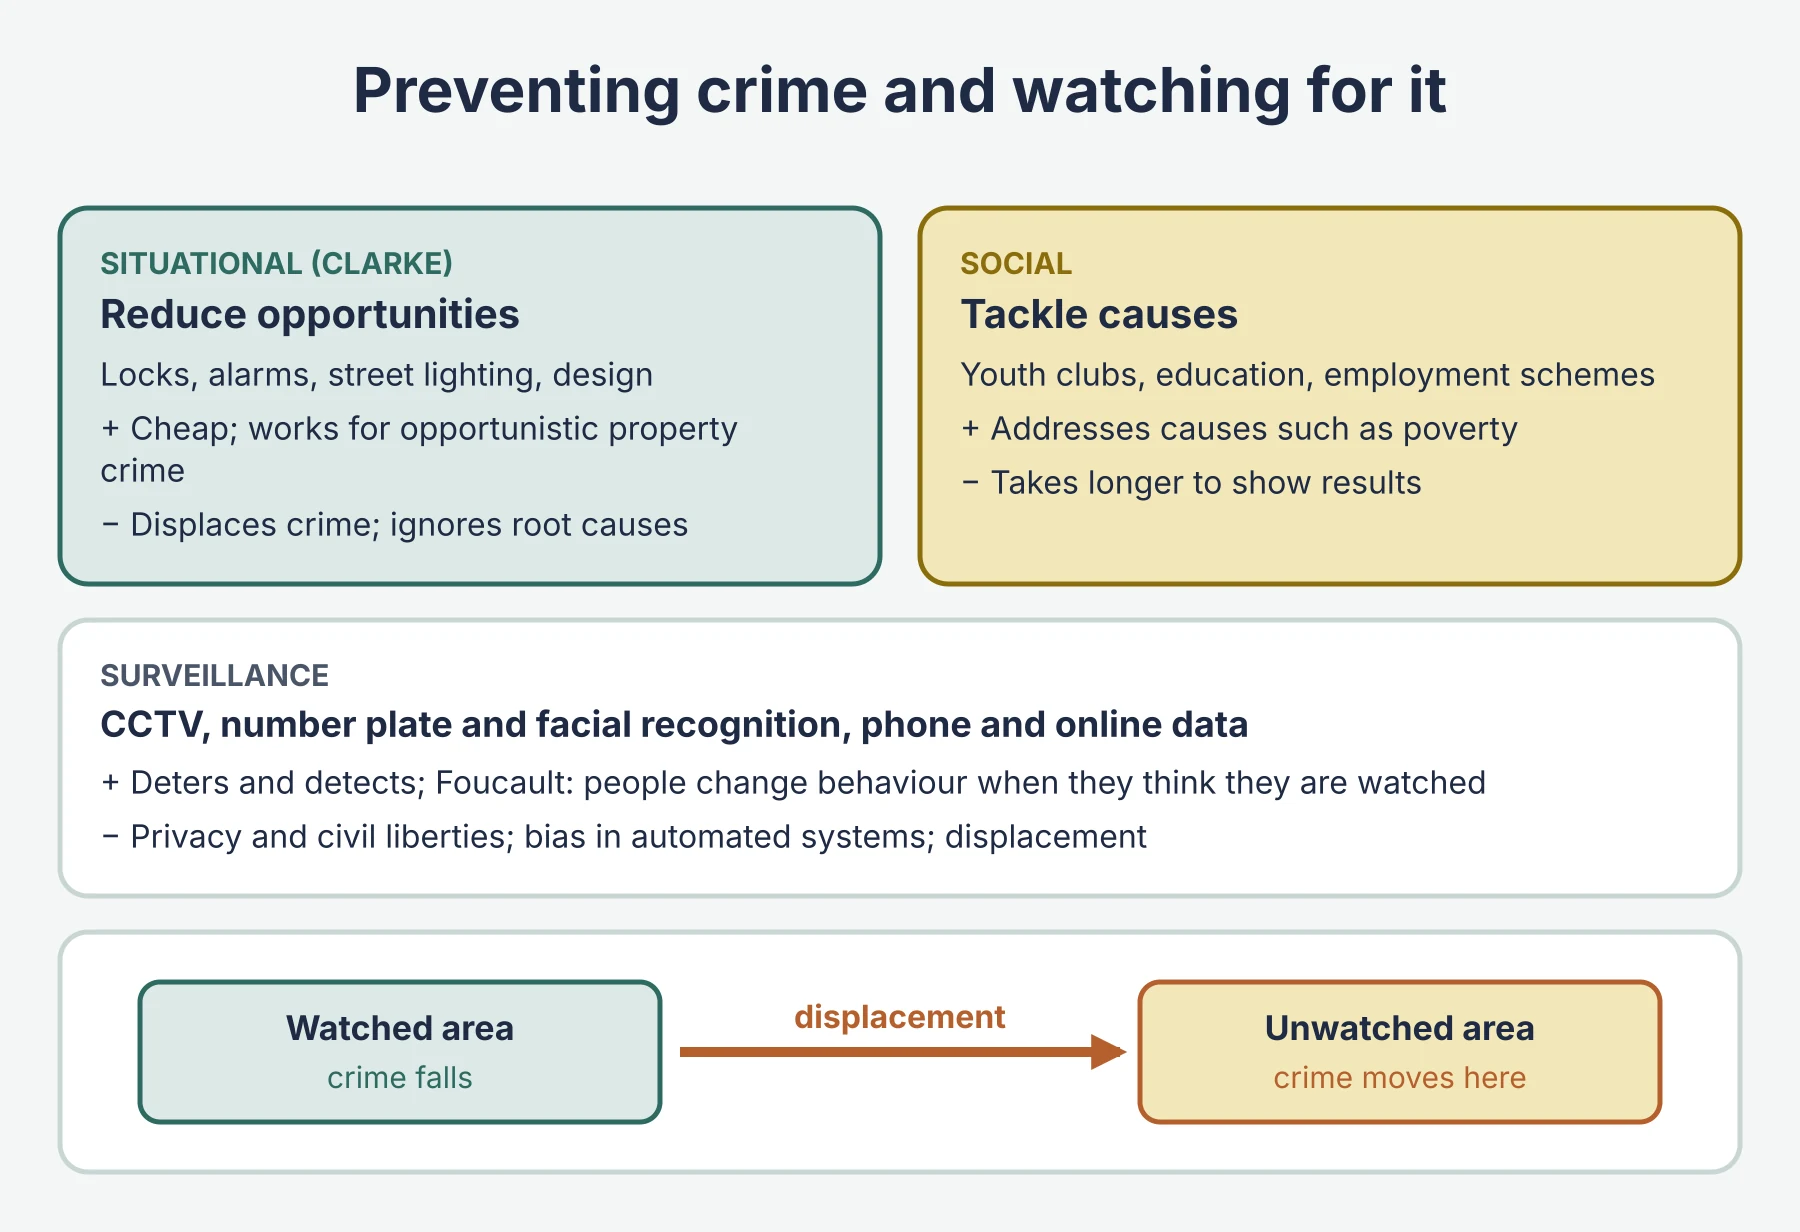 Preventing crime and watching for it
SITUATIONAL (CLARKE)
Reduce opportunities
Locks, alarms, street lighting, design
+ Cheap; works for opportunistic property
crime
− Displaces crime; ignores root causes
SOCIAL
Tackle causes
Youth clubs, education, employment schemes
+ Addresses causes such as poverty
− Takes longer to show results
SURVEILLANCE
CCTV, number plate and facial recognition, phone and online data
+ Deters and detects; Foucault: people change behaviour when they think they are watched
− Privacy and civil liberties; bias in automated systems; displacement
Watched area
crime falls
displacement
Unwatched area
crime moves here